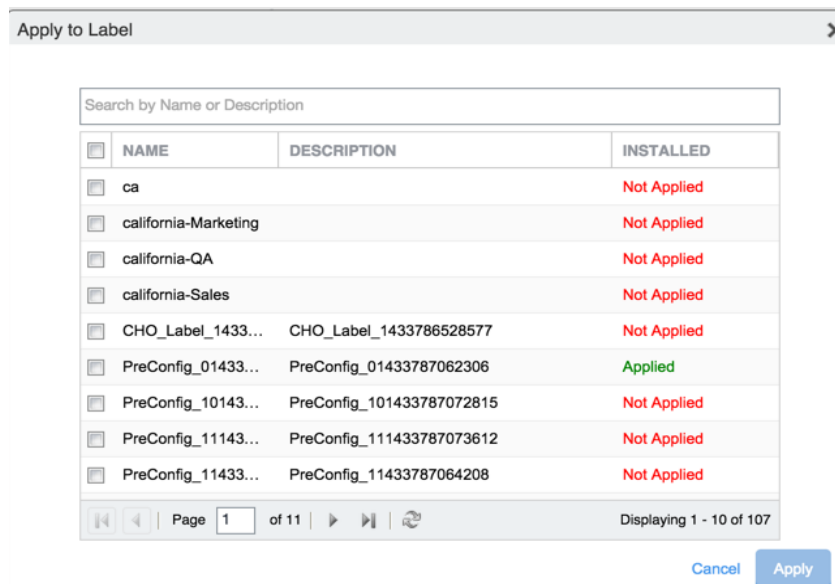 Apply to Label
Search by Name or Description
NAME DESCRIPTION INSTALLED
ca Not Applied
california-Marketing Not Applied
california-QA Not Applied
california-Sales Not Applied
CHO_Label_1433... CHO_Label_1433786528577 Not Applied
PreConfig_01433... PreConfig_01433787062306 Applied
PreConfig_10143... PreConfig_101433787072815 Not Applied
PreConfig_11143... PreConfig_111433787073612 Not Applied
PreConfig_11433... PreConfig_11433787064208 Not Applied
Page 1 of 11 Displaying 1 - 10 of 107
Cancel Apply